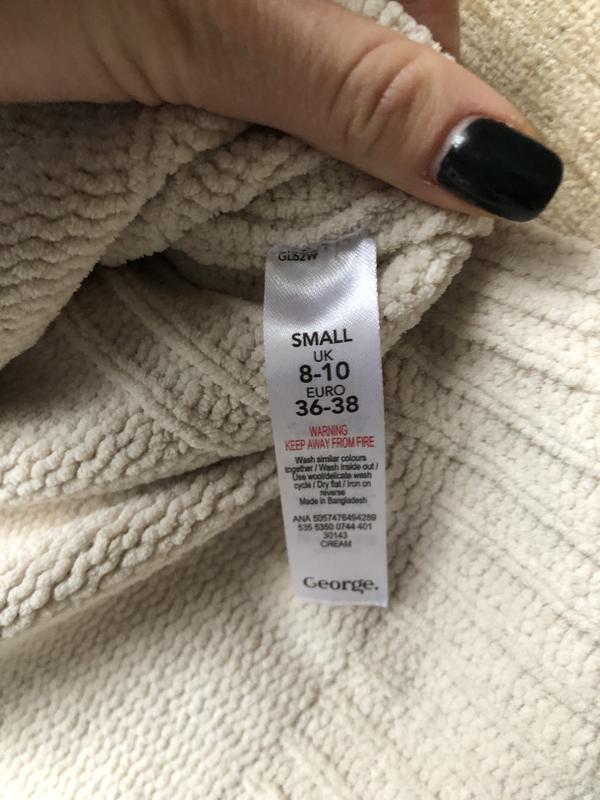 GLS2W
SMALL
UK
8-10
EURO
36-38
WARNING
KEEP AWAY FROM FIRE
Wash similar colours
together / Wash inside out /
Use wool/delicate wash
cycle / Dry flat / Iron on
reverse
Made in Bangladesh
ANA 5057476494289
535 5350 0744 401
30143
CREAM
George.